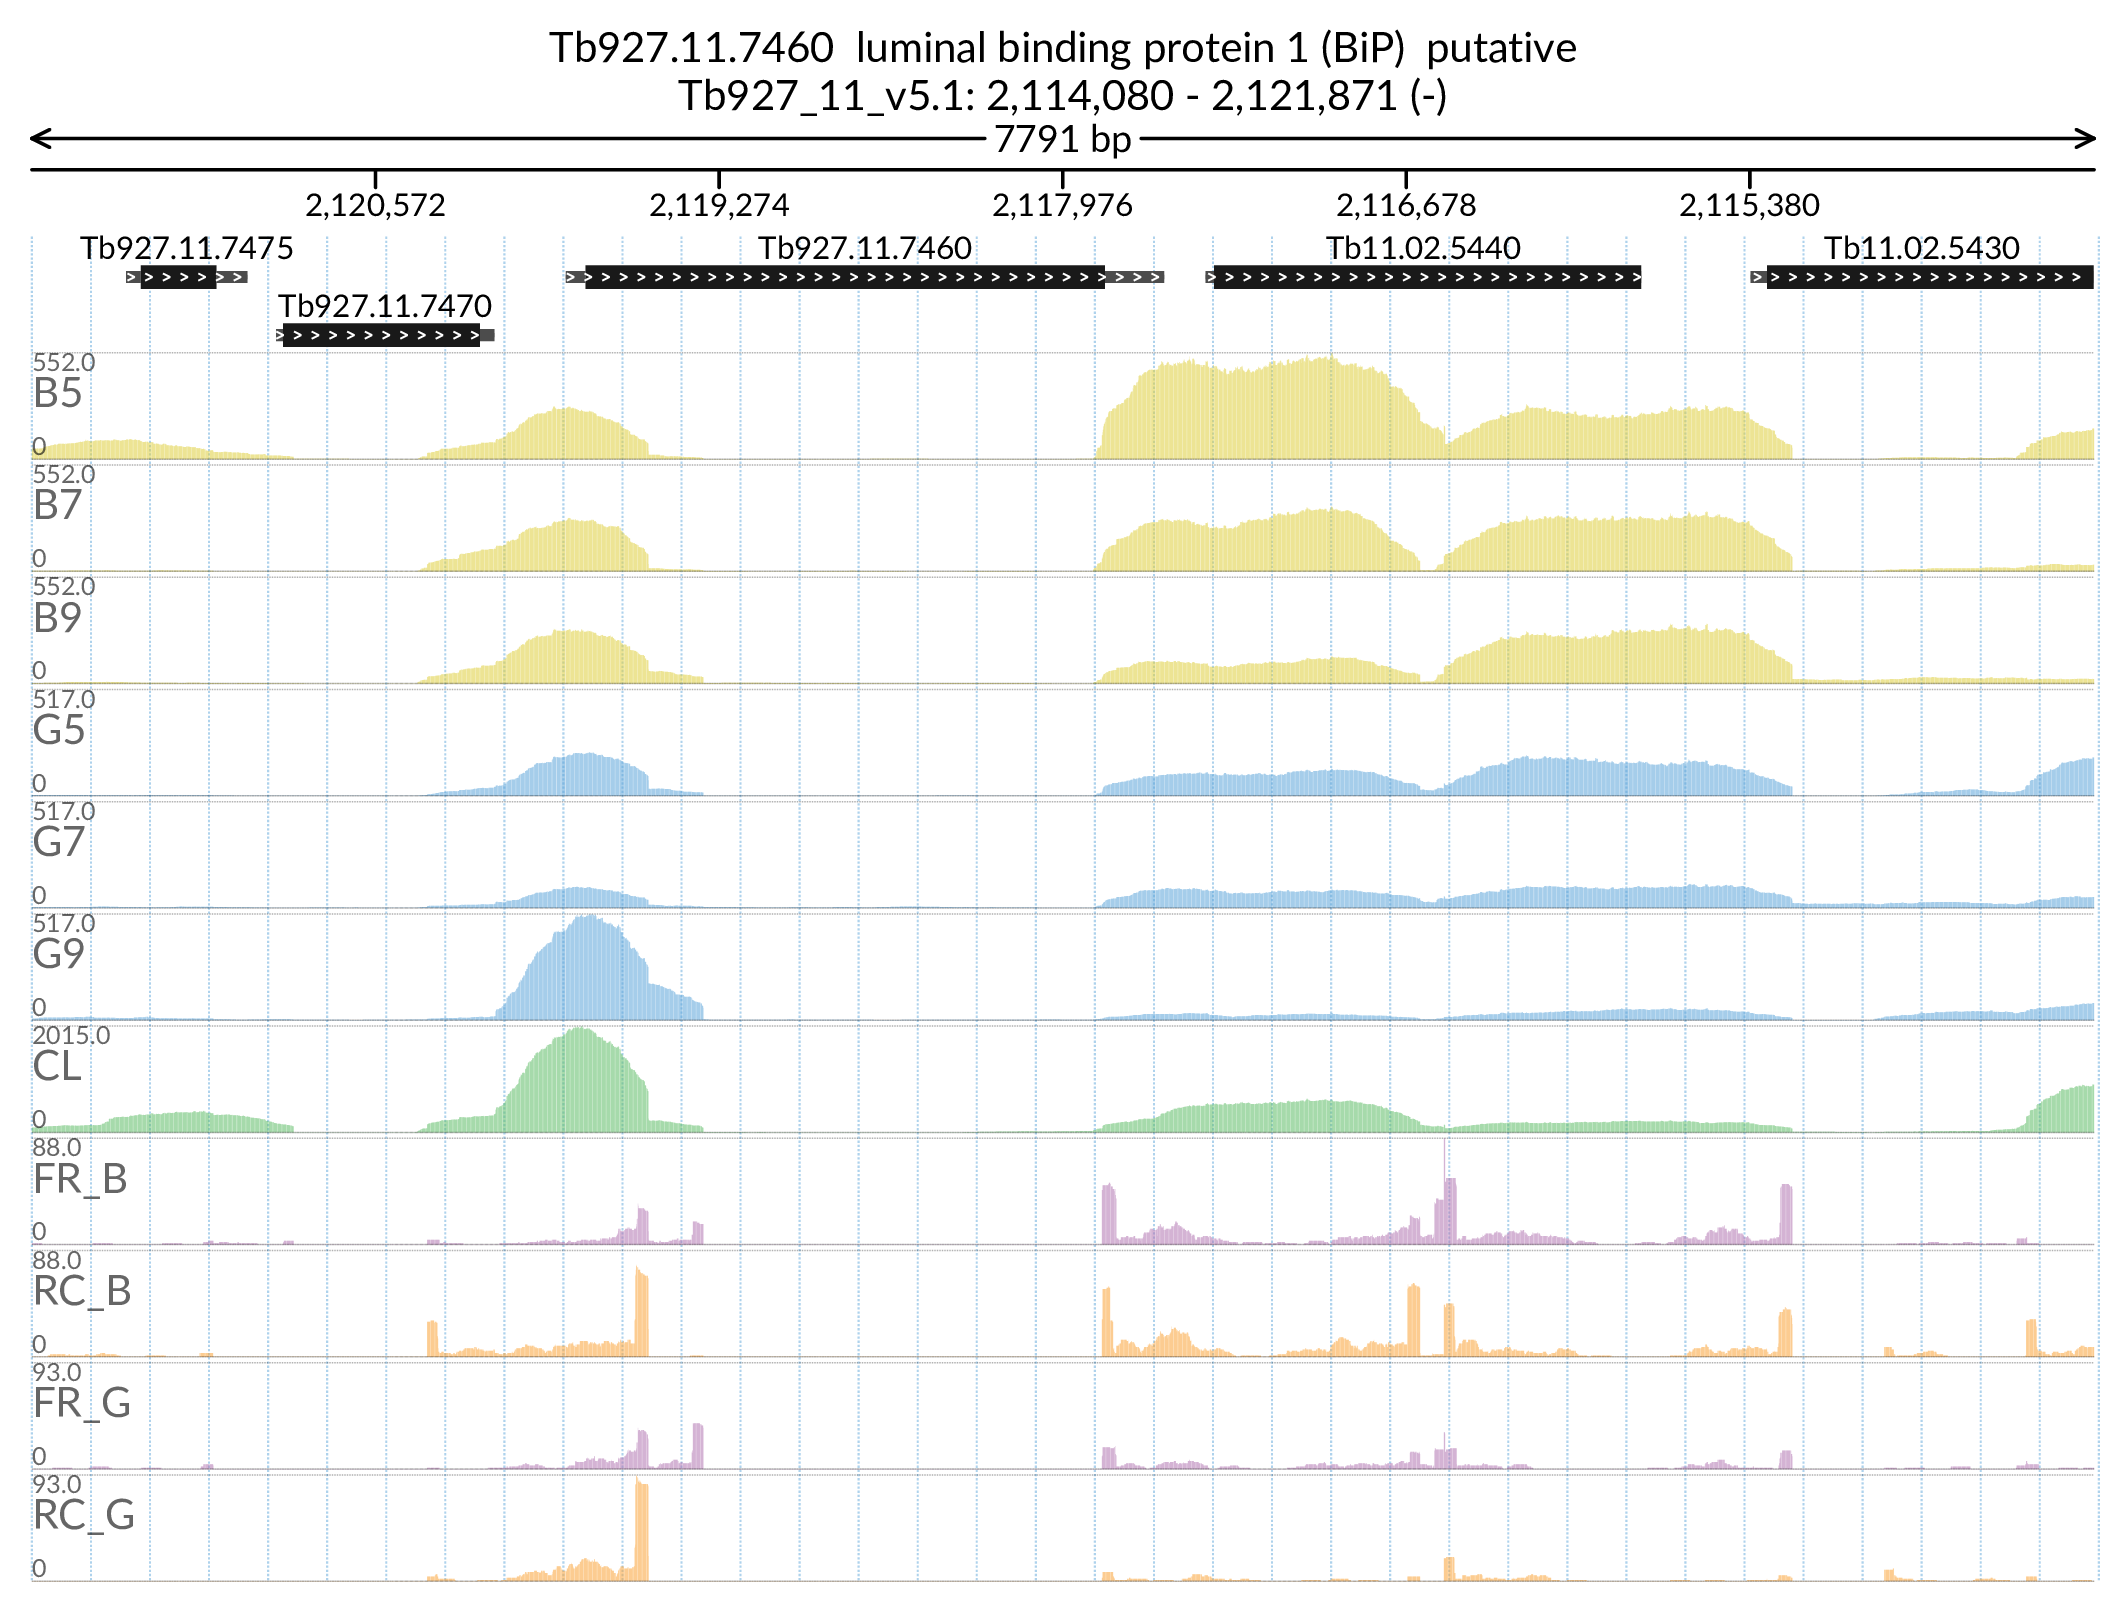 Tb927.11.7460 luminal binding protein 1 (BiP) putative
Tb927_11_v5.1: 2,114,080 - 2,121,871 (-)
7791 bp
2,120,572 2,119,274 2,117,976 2,116,678 2,115,380
Tb927.11.7475 Tb927.11.7460 Tb11.02.5440 Tb11.02.5430
Tb927.11.7470
552.0
B5
0
552.0
B7
0
552.0
B9
0
517.0
G5
0
517.0
G7
0
517.0
G9
0
2015.0
CL
0
88.0
FR_B
0
88.0
RC_B
0
93.0
FR_G
0
93.0
RC_G
0